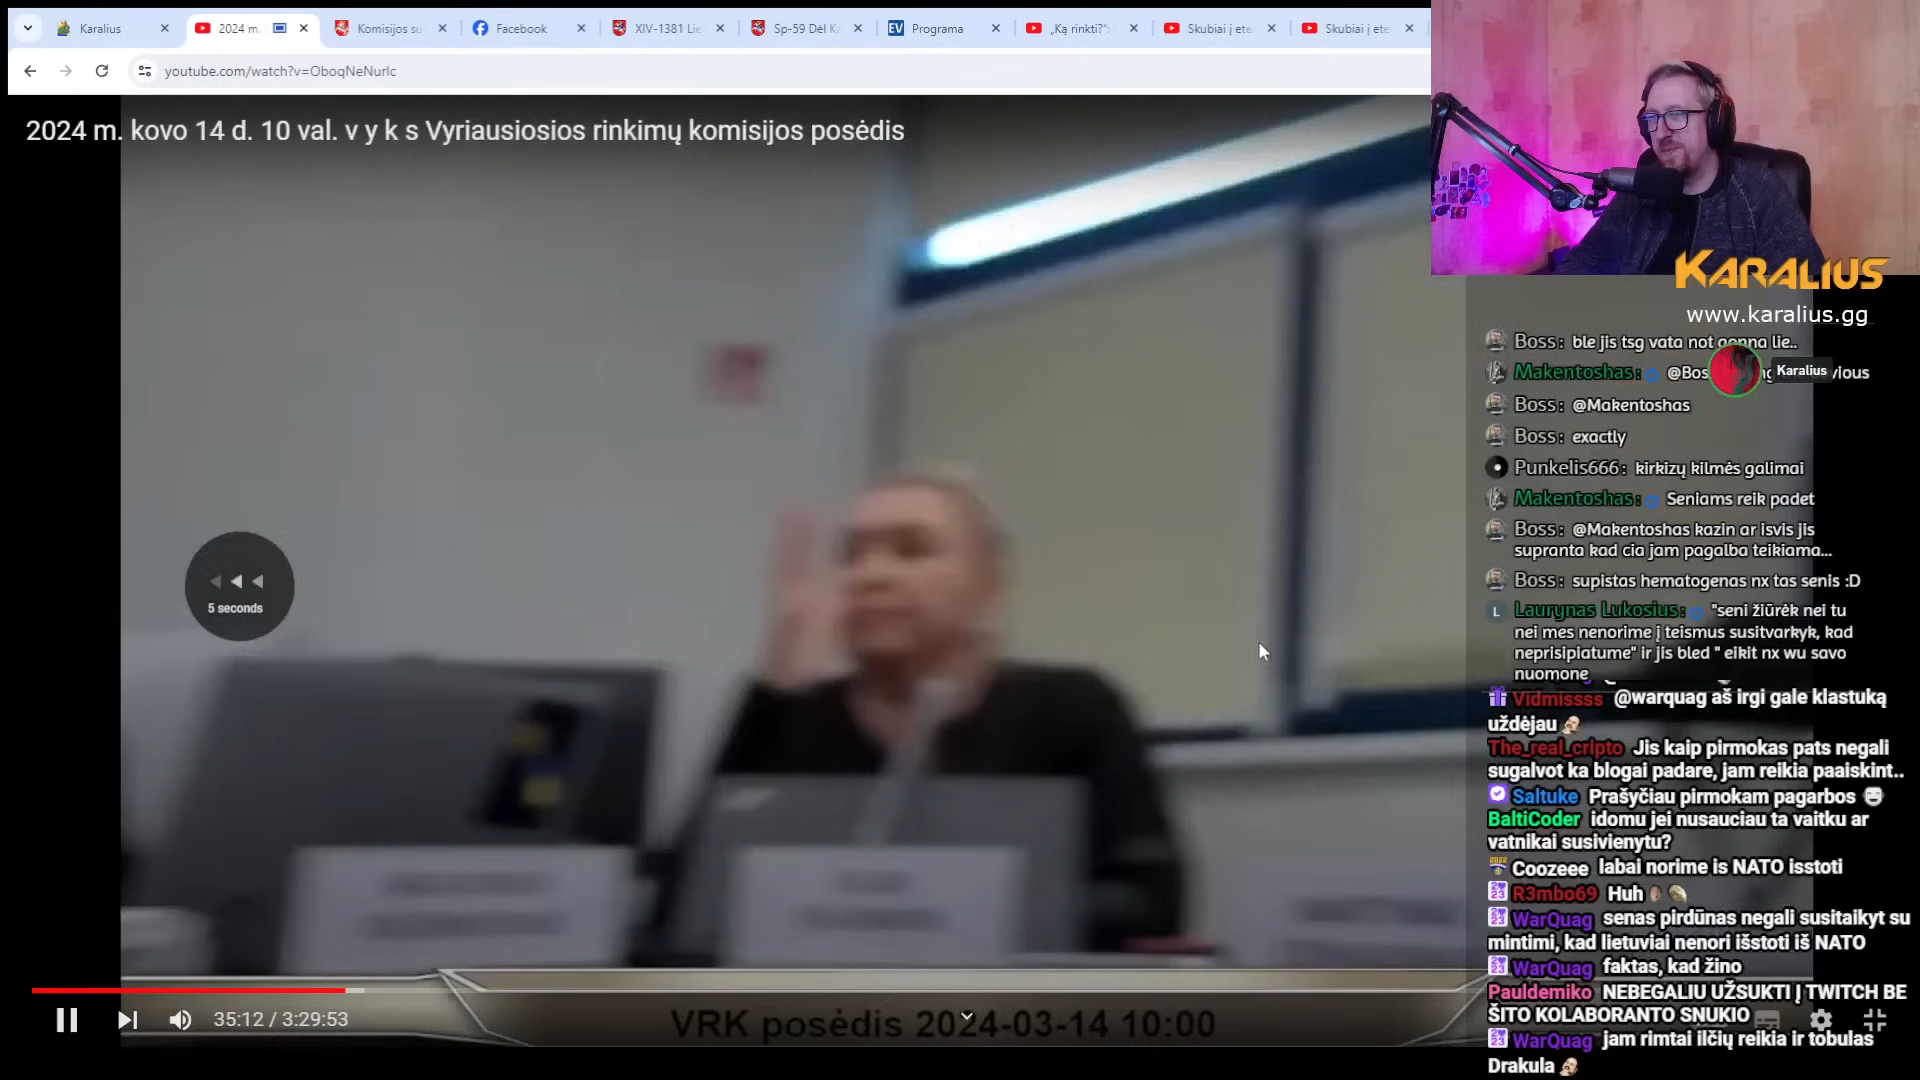 Karalius
2024 m.
Komisijos su
Facebook
XIV-1381 Lie
Sp-59 Dėl Ka
EV Programa
„Ką rinkti?":
Skubiai į ete
Skubiai į ete
youtube.com/watch?v=OboqNeNurlc
2024 m. kovo 14 d. 10 val. v y k s Vyriausiosios rinkimų komisijos posėdis
KARALIUS
www.karalius.gg
Boss: ble jis tsg vata not gonna lie..
Makentoshas: @Bos vious
Karalius
Boss: @Makentoshas
Boss: exactly
Punkelis666: kirkizų kilmės galimai
Makentoshas: Seniams reik padet
Boss: @Makentoshas kazin ar isvis jis
supranta kad cia jam pagalba teikiama...
Boss: supistas hematogenas nx tas senis :D
L Laurynas Lukosius: "seni žiūrėk nei tu
nei mes nenorime į teismus susitvarkyk, kad
neprisipiatume" ir jis bled " eikit nx wu savo
nuomone
Vidmissss @warquag aš irgi gale klastuką
uždėjau
The_real_cripto Jis kaip pirmokas pats negali
sugalvot ka blogai padare, jam reikia paaiskint..
Saltuke Prašyčiau pirmokam pagarbos
BaltiCoder idomu jei nusauciau ta vaitku ar
vatnikai susivienytu?
Coozeee labai norime is NATO isstoti
R3mbo69 Huh
WarQuag senas pirdūnas negali susitaikyt su
mintimi, kad lietuviai nenori išstoti iš NATO
WarQuag faktas, kad žino
Pauldemiko NEBEGALIU UŽSUKTI Į TWITCH BE
ŠITO KOLABORANTO SNUKIO
WarQuag jam rimtai ilčių reikia ir tobulas
Drakula
5 seconds
35:12 / 3:29:53
VRK posėdis 2024-03-14 10:00